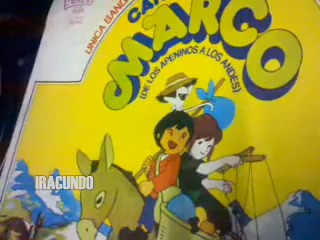 UNICA BANDA
MARCO
(DE LOS APENINOS A LOS ANDES)
IRACUNDO